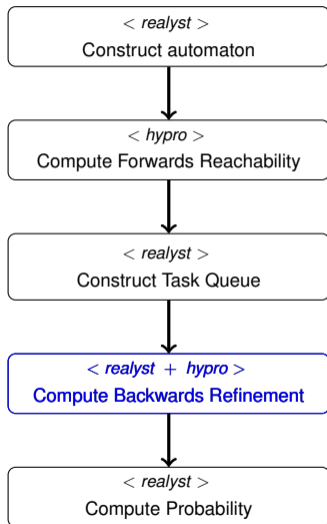 < realyst >
Construct automaton
< hypro >
Compute Forwards Reachability
< realyst >
Construct Task Queue
< realyst + hypro >
Compute Backwards Refinement
< realyst >
Compute Probability